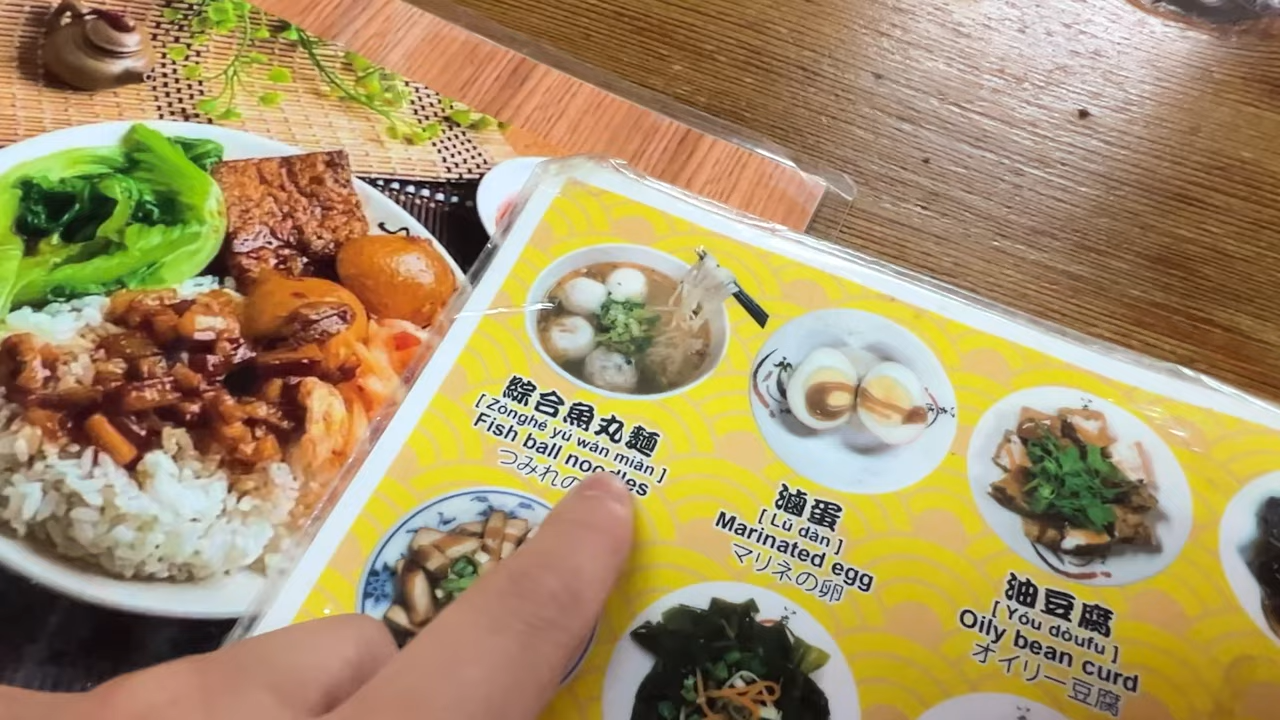 綜合魚丸麵
[ Zònghé yú wán miàn ]
Fish ball noodles
つみれの
滷蛋
[ Lǔ dàn ]
Marinated egg
マリネの卵
油豆腐
[ Yóu dòufu ]
Oily bean curd
オイリー豆腐